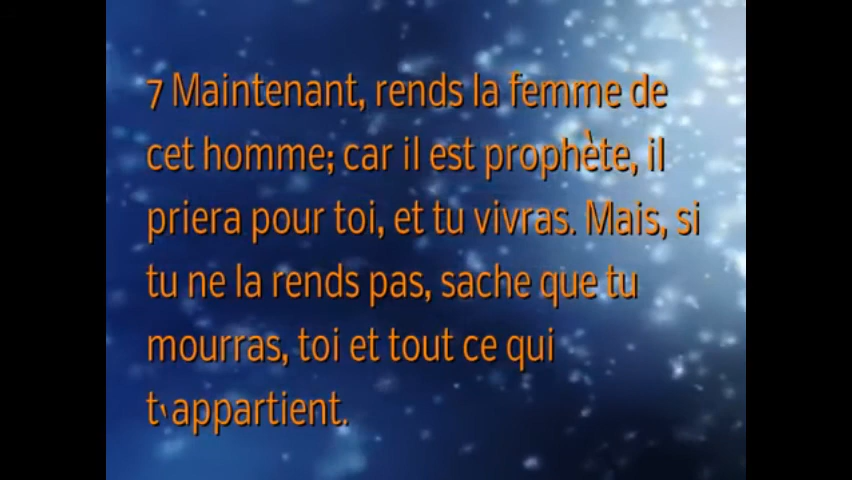 7 Maintenant, rends la femme de
cet homme; car il est prophète, il
priera pour toi, et tu vivras. Mais, si
tu ne la rends pas, sache que tu
mourras, toi et tout ce qui
t'appartient.